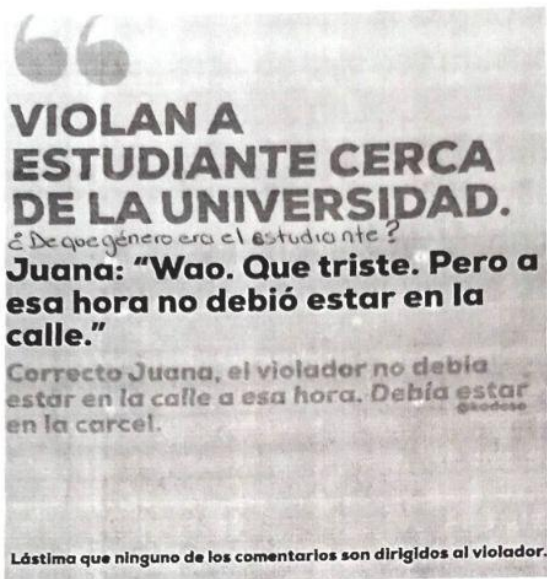 VIOLAN A
ESTUDIANTE CERCA
DE LA UNIVERSIDAD.
¿De que género era el estudiante?
Juana: “Wao. Que triste. Pero a
esa hora no debió estar en la
calle.”
Correcto Juana, el violador no debía
estar en la calle a esa hora. Debía estar
@kodose
en la carcel.
Lástima que ninguno de los comentarios son dirigidos al violador.